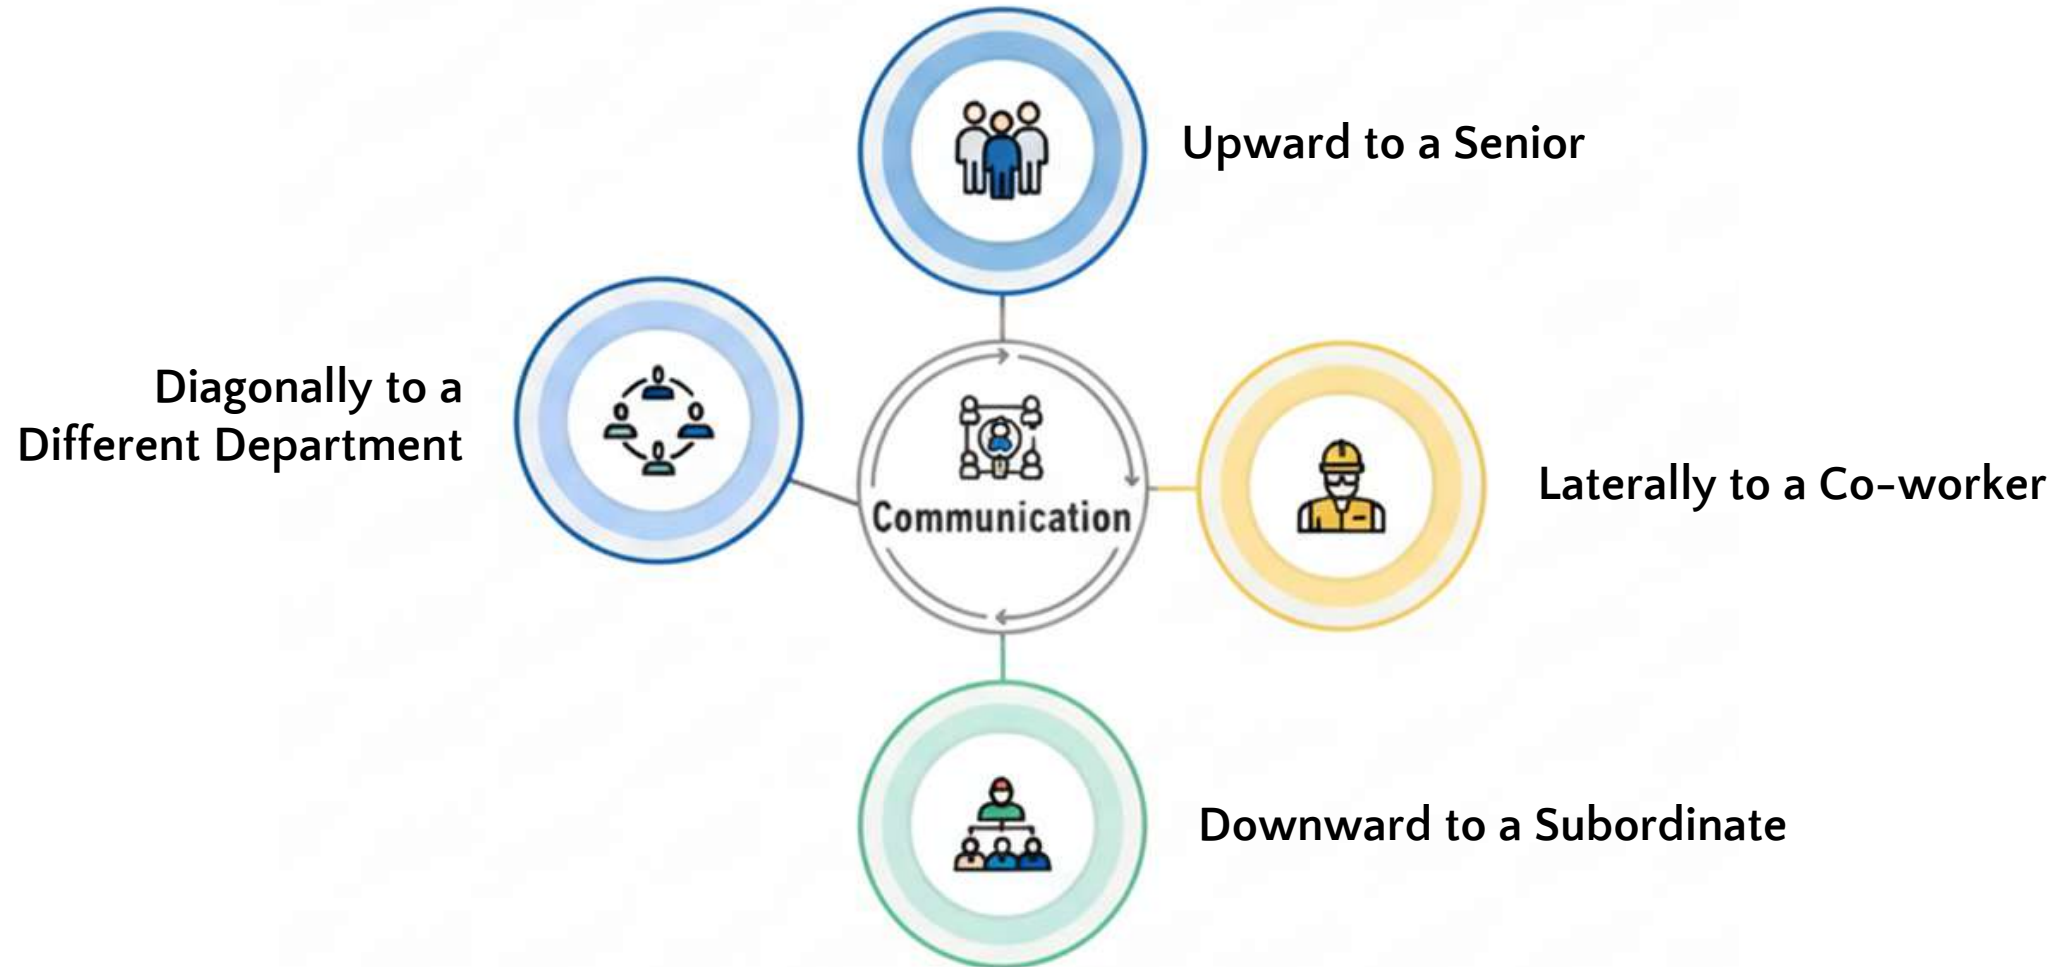 Upward to a Senior
Diagonally to a
Different Department
Communication
Laterally to a Co-worker
Downward to a Subordinate